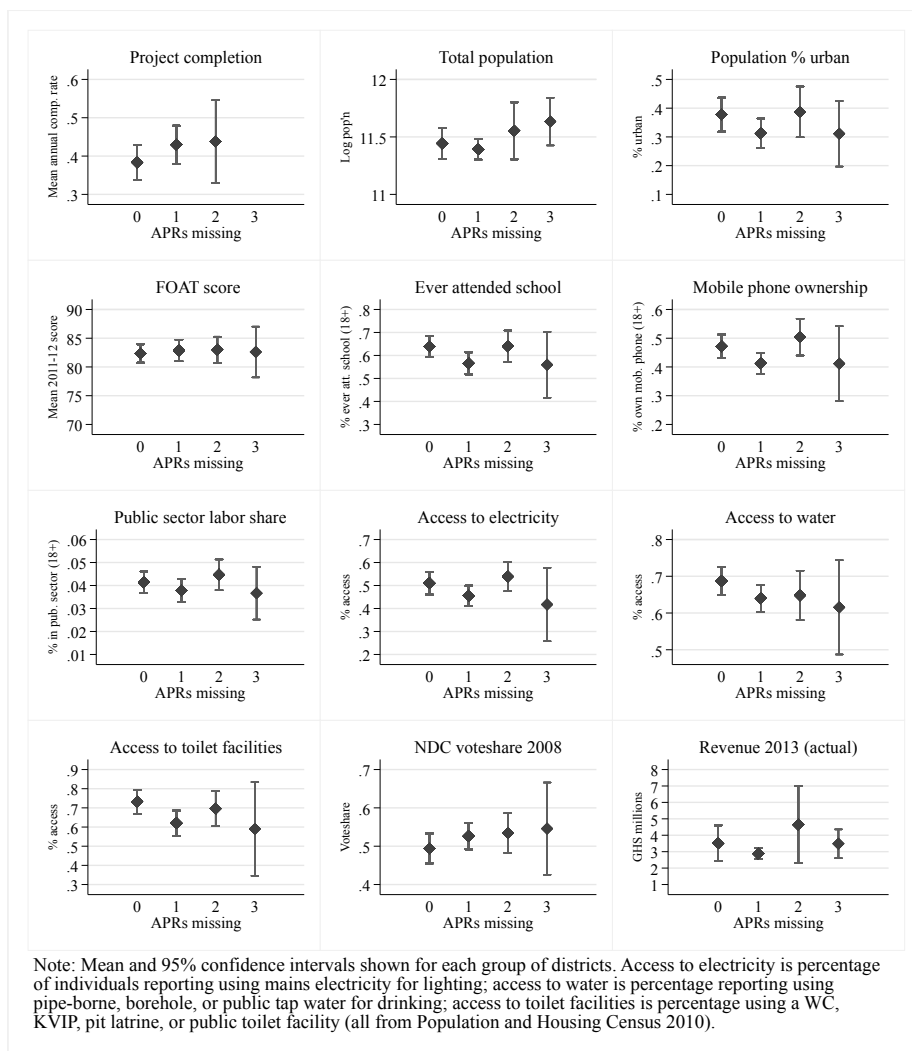 Project completion
Mean annual comp. rate
.6
.5
.4
.3
0 1 2 3
APRs missing
Total population
Log pop'n
12
11.5
11
0 1 2 3
APRs missing
Population % urban
% urban
.5
.4
.3
.2
.1
0 1 2 3
APRs missing
FOAT score
Mean 2011-12 score
90
85
80
75
70
0 1 2 3
APRs missing
Ever attended school
% ever att. school (18+)
.8
.7
.6
.5
.4
.3
0 1 2 3
APRs missing
Mobile phone ownership
% own mob. phone (18+)
.6
.5
.4
.3
.2
0 1 2 3
APRs missing
Public sector labor share
% in pub. sector (18+)
.06
.05
.04
.03
.02
.01
0 1 2 3
APRs missing
Access to electricity
% access
.7
.6
.5
.4
.3
.2
0 1 2 3
APRs missing
Access to water
% access
.8
.7
.6
.5
0 1 2 3
APRs missing
Access to toilet facilities
% access
.9
.8
.7
.6
.5
.4
.3
0 1 2 3
APRs missing
NDC voteshare 2008
Voteshare
.7
.6
.5
.4
0 1 2 3
APRs missing
Revenue 2013 (actual)
GHS millions
8
7
6
5
4
3
2
1
0 1 2 3
APRs missing
Note: Mean and 95% confidence intervals shown for each group of districts. Access to electricity is percentage
of individuals reporting using mains electricity for lighting; access to water is percentage reporting using
pipe-borne, borehole, or public tap water for drinking; access to toilet facilities is percentage using a WC,
KVIP, pit latrine, or public toilet facility (all from Population and Housing Census 2010).